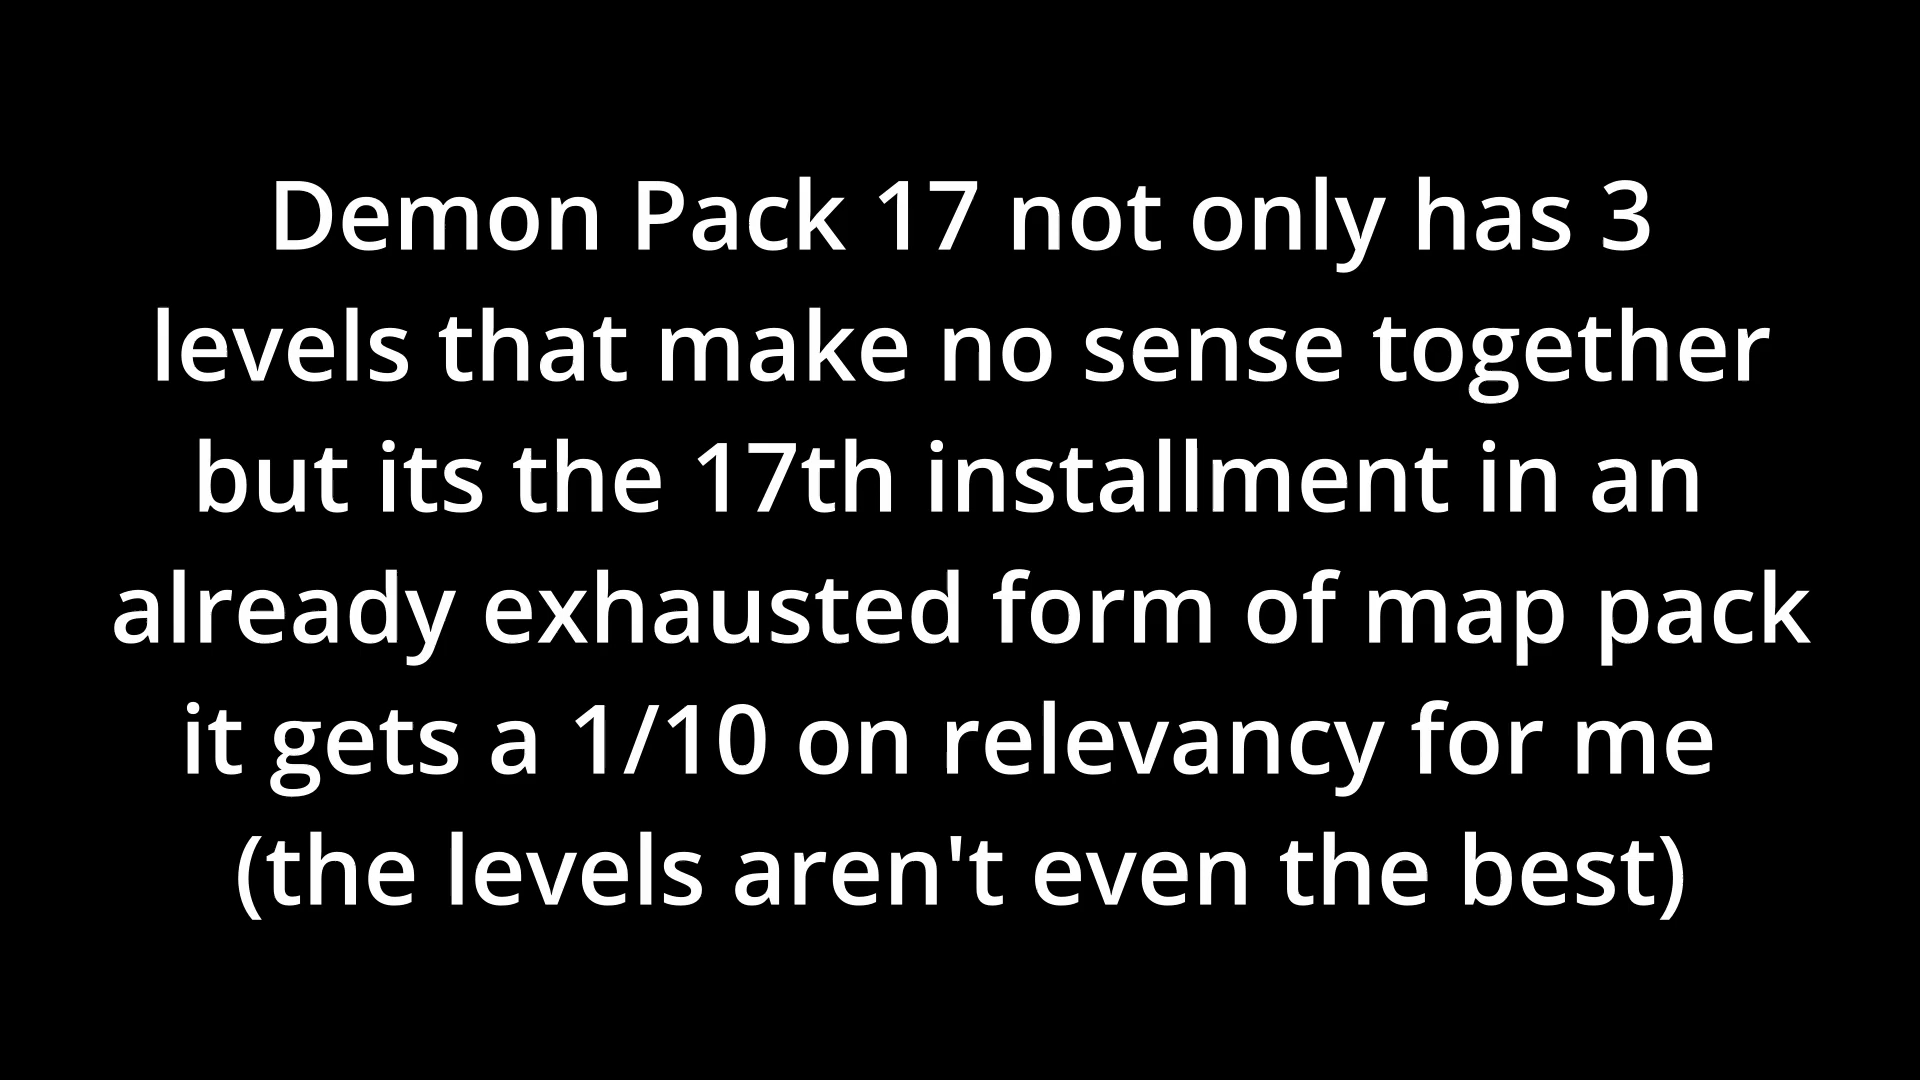 Demon Pack 17 not only has 3
levels that make no sense together
but its the 17th installment in an
already exhausted form of map pack
it gets a 1/10 on relevancy for me
(the levels aren't even the best)